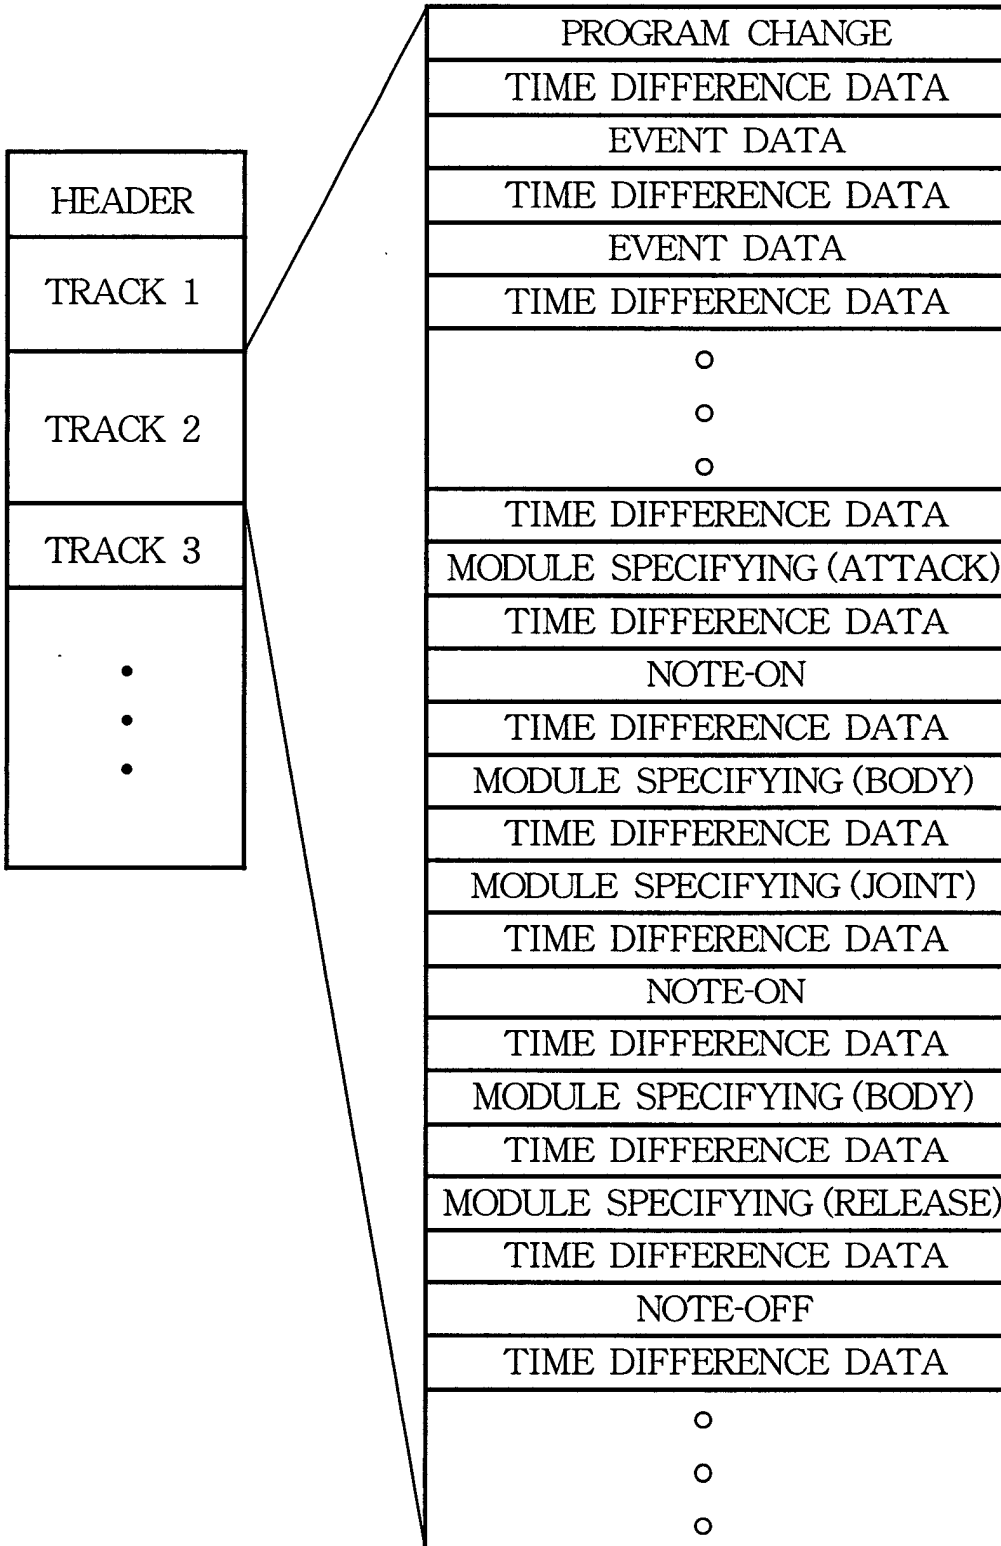 HEADER
TRACK 1
TRACK 2
TRACK 3
PROGRAM CHANGE
TIME DIFFERENCE DATA
EVENT DATA
TIME DIFFERENCE DATA
EVENT DATA
TIME DIFFERENCE DATA
TIME DIFFERENCE DATA
MODULE SPECIFYING (ATTACK)
TIME DIFFERENCE DATA
NOTE-ON
TIME DIFFERENCE DATA
MODULE SPECIFYING (BODY)
TIME DIFFERENCE DATA
MODULE SPECIFYING (JOINT)
TIME DIFFERENCE DATA
NOTE-ON
TIME DIFFERENCE DATA
MODULE SPECIFYING (BODY)
TIME DIFFERENCE DATA
MODULE SPECIFYING (RELEASE)
TIME DIFFERENCE DATA
NOTE-OFF
TIME DIFFERENCE DATA